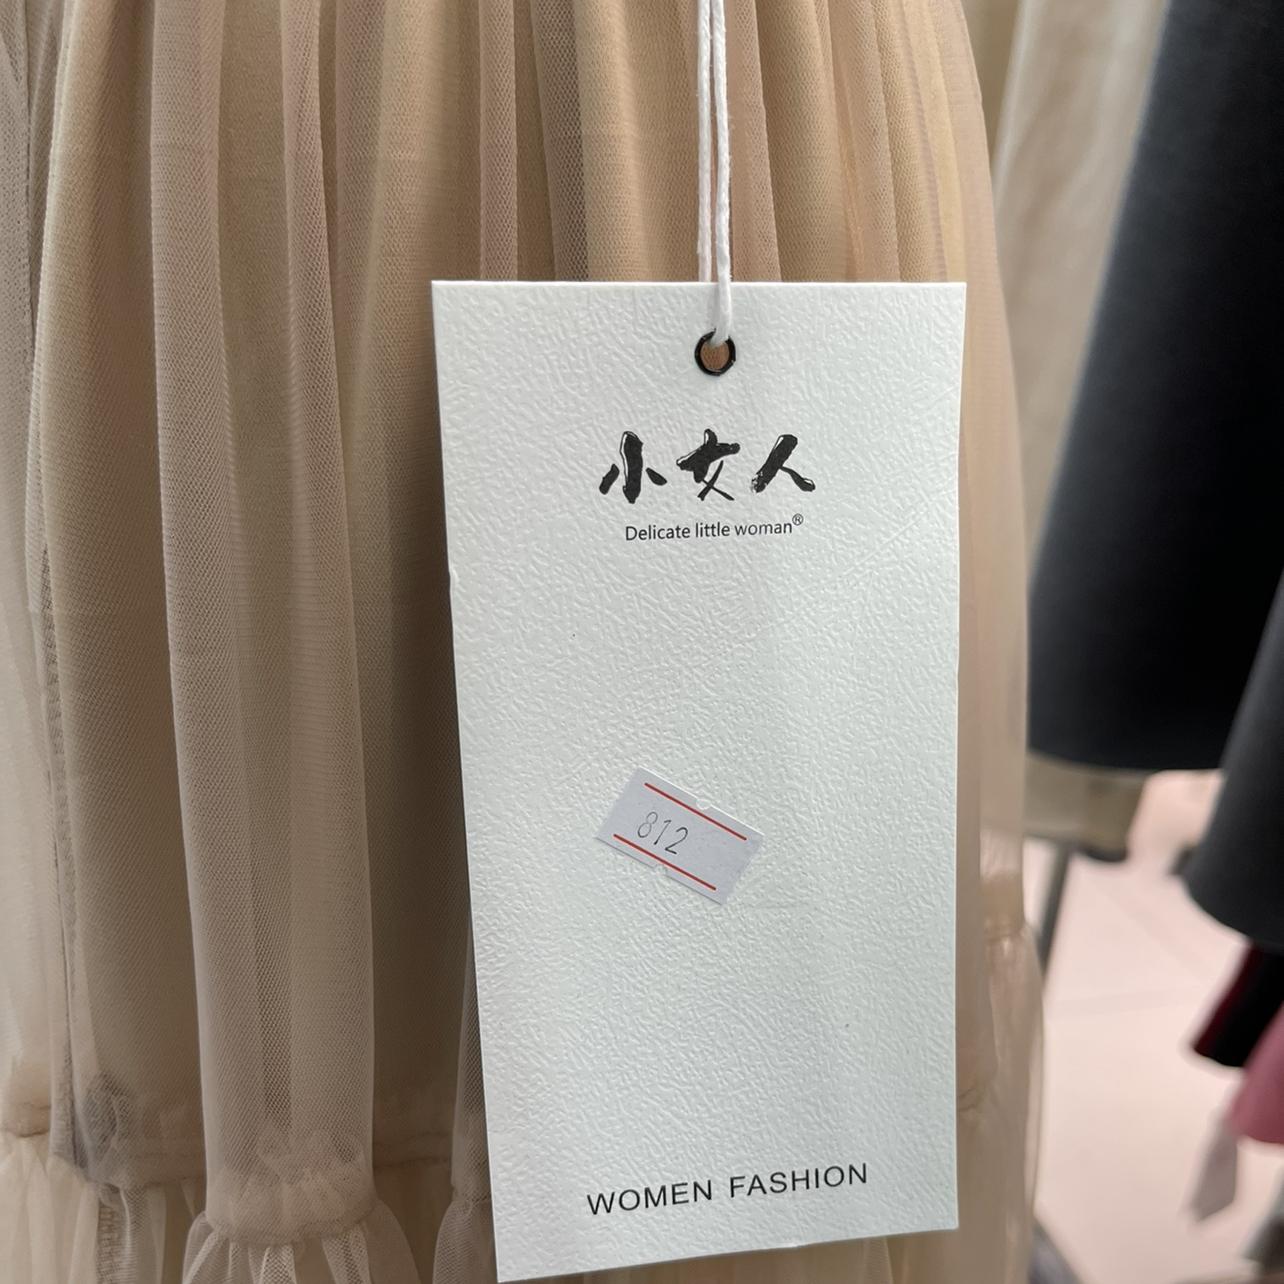 小女人
Delicate little woman®
812
WOMEN FASHION